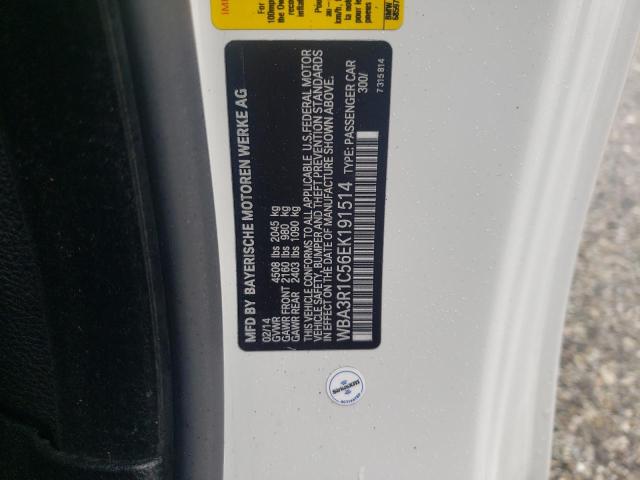 MFD BY BAYERISCHE MOTOREN WERKE AG
02/14
GVWR 4508 lbs 2045 kg
GAWR FRONT 2160 lbs 980 kg
GAWR REAR 2403 lbs 1090 kg
THIS VEHICLE CONFORMS TO ALL APPLICABLE U.S. FEDERAL MOTOR
VEHICLE SAFETY, BUMPER AND THEFT PREVENTION STANDARDS
IN EFFECT ON THE DATE OF MANUFACTURE SHOWN ABOVE.
WBA3R1C56EK191514 TYPE: PASSENGER CAR
300/
7 315 814
siriusxm